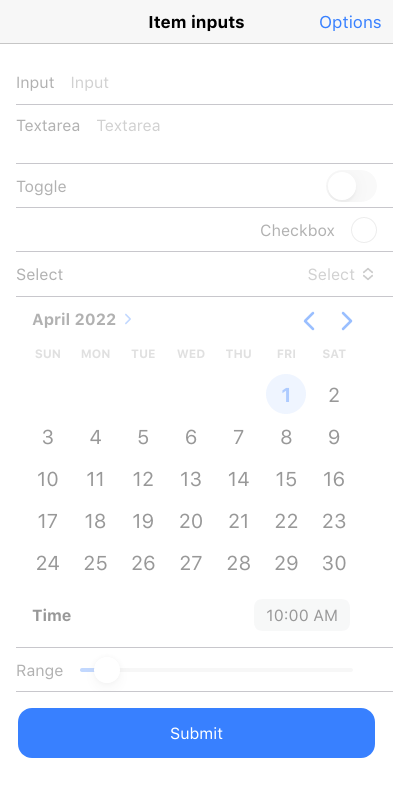 Item inputs Options
Input Input
Textarea Textarea
Toggle
Checkbox
Select Select
April 2022
SUN MON TUE WED THU FRI SAT
1 2
3 4 5 6 7 8 9
10 11 12 13 14 15 16
17 18 19 20 21 22 23
24 25 26 27 28 29 30
Time 10:00 AM
Range
Submit